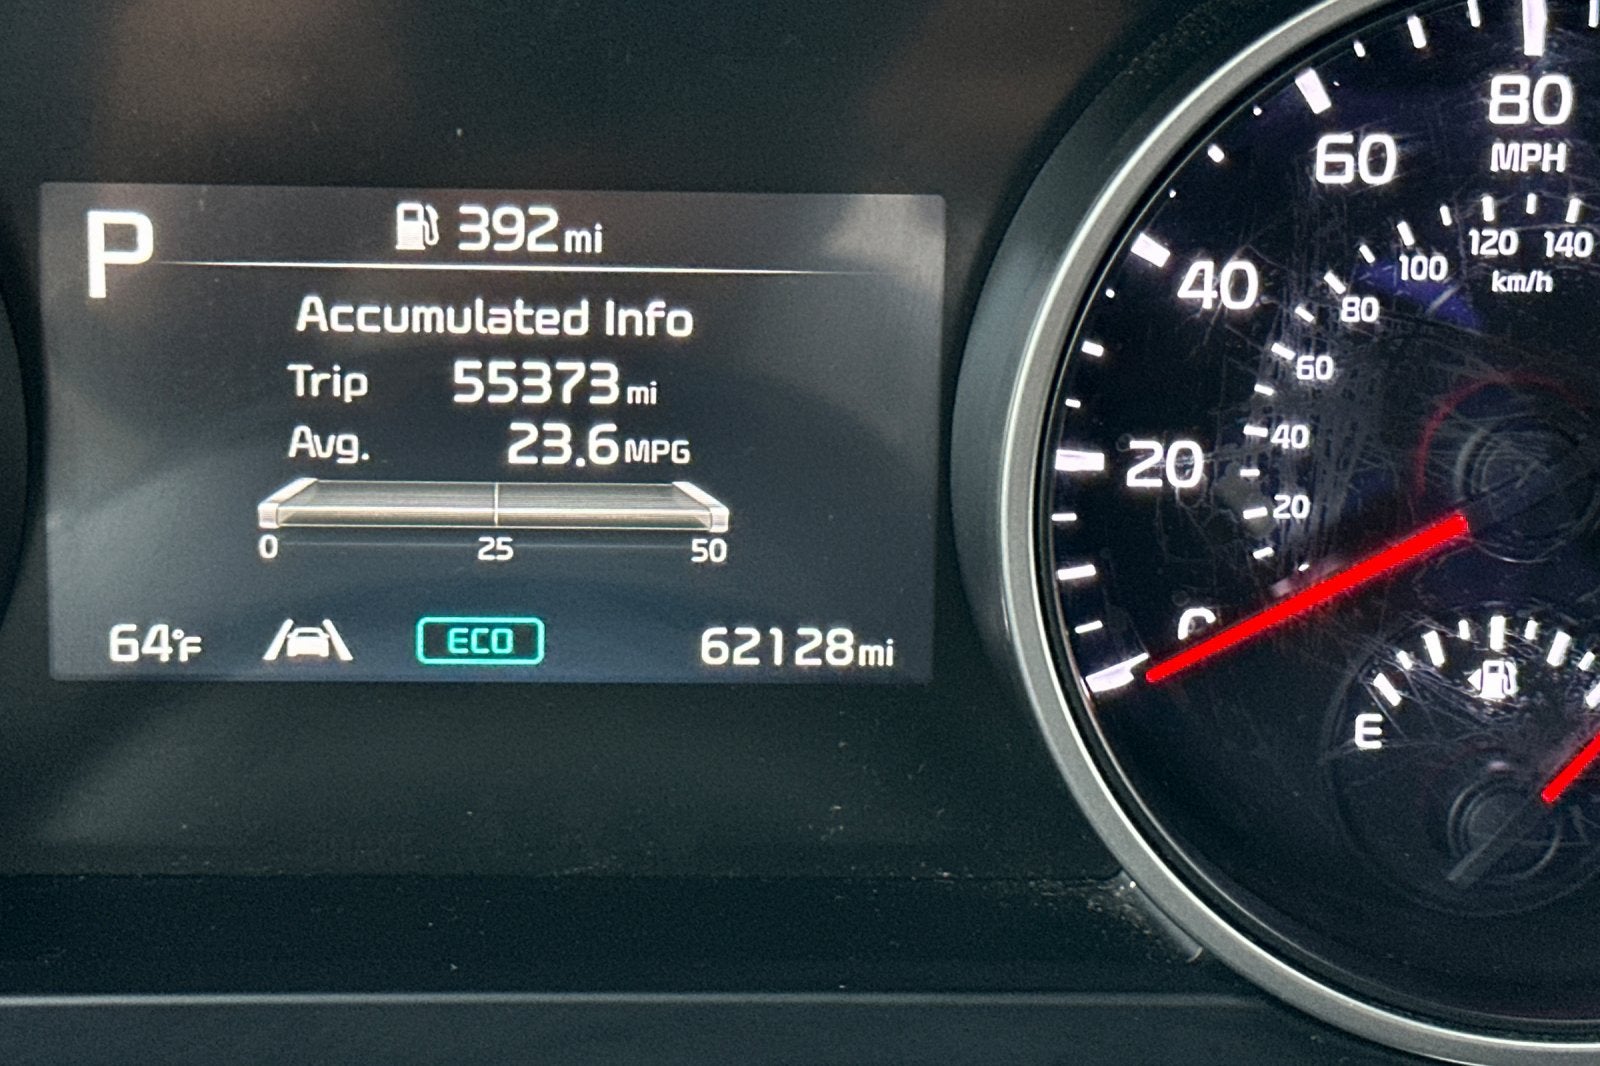 P
392mi
Accumulated Info
Trip 55373mi
Avg. 23.6MPG
0 25 50
64°F ECO 62128mi
80
MPH
60
40
20
120 140
km/h
100
80
60
40
20
E